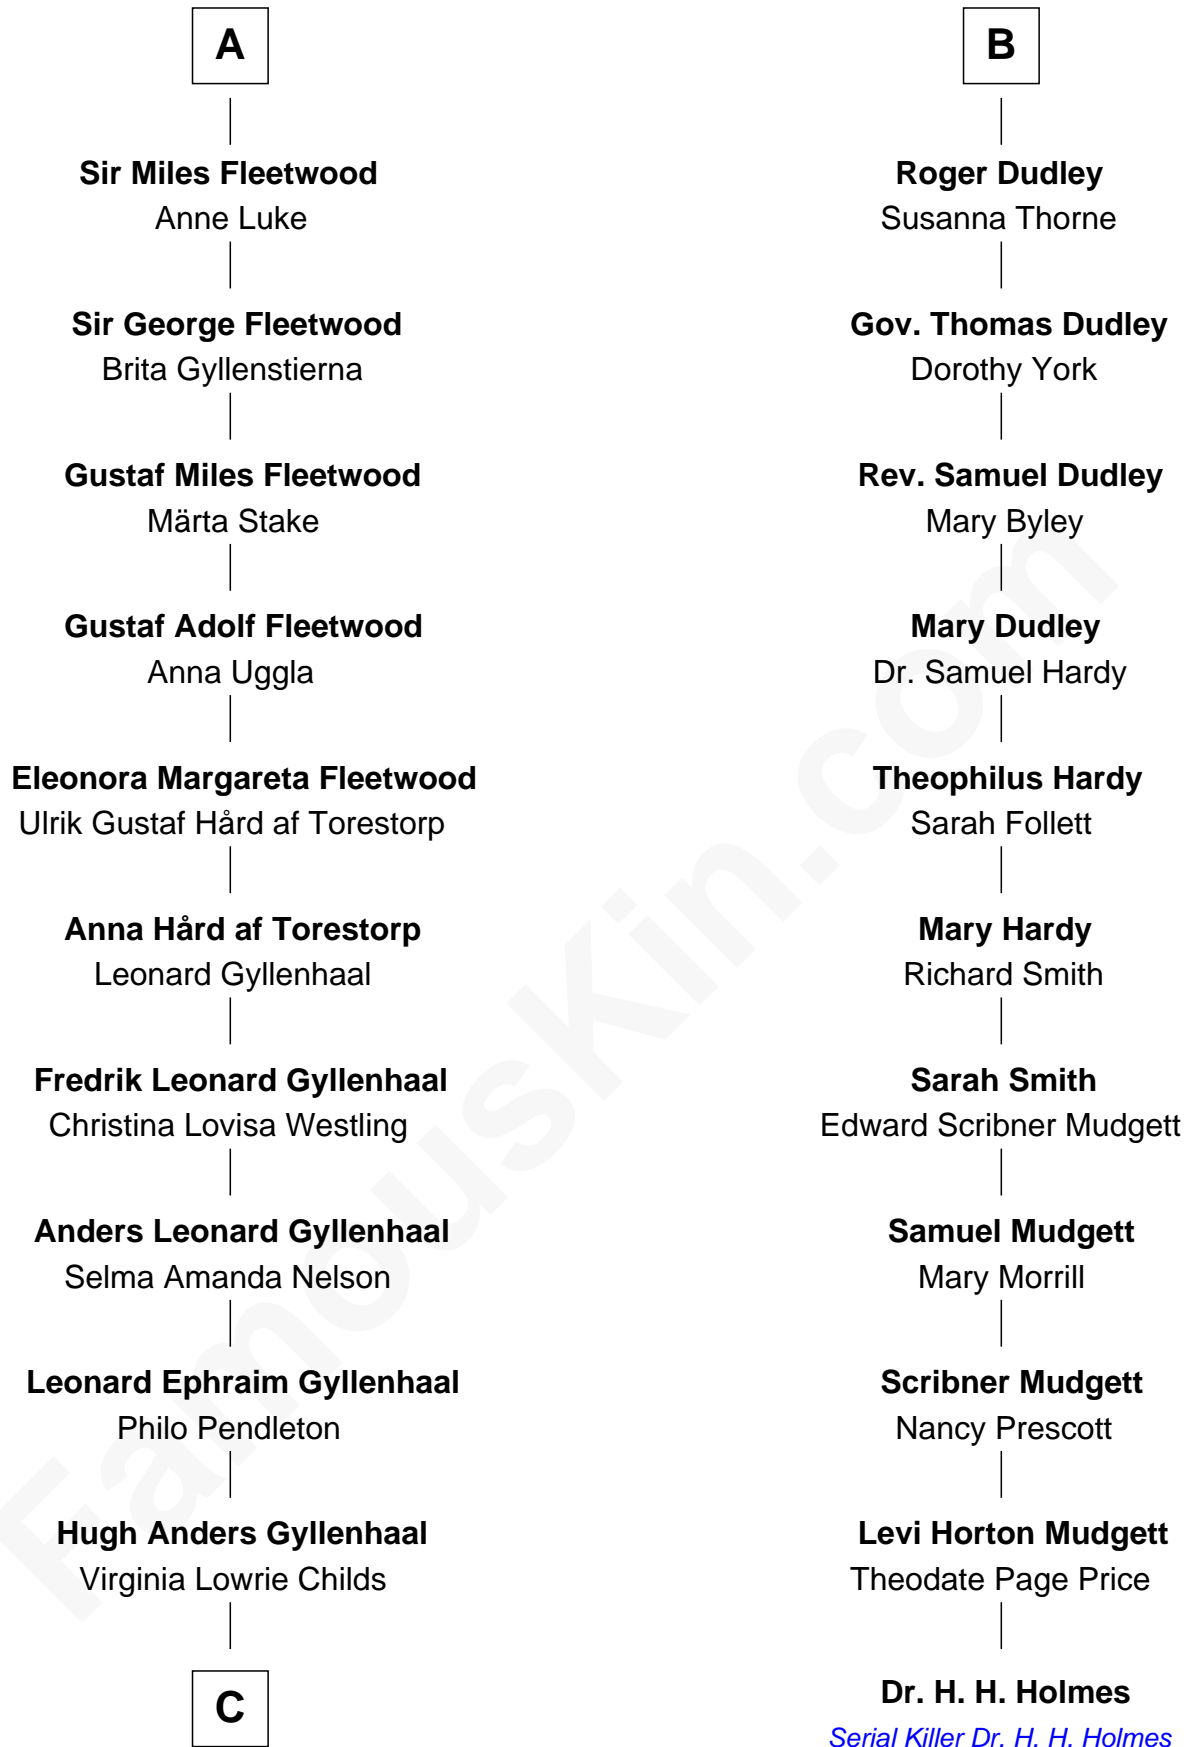 A
Sir Miles Fleetwood
Anne Luke
Sir George Fleetwood
Brita Gyllenstierna
Gustaf Miles Fleetwood
Märta Stake
Gustaf Adolf Fleetwood
Anna Uggla
Eleonora Margareta Fleetwood
Ulrik Gustaf Hård af Torestorp
Anna Hård af Torestorp
Leonard Gyllenhaal
Fredrik Leonard Gyllenhaal
Christina Lovisa Westling
Anders Leonard Gyllenhaal
Selma Amanda Nelson
Leonard Ephraim Gyllenhaal
Philo Pendleton
Hugh Anders Gyllenhaal
Virginia Lowrie Childs
C
B
Roger Dudley
Susanna Thorne
Gov. Thomas Dudley
Dorothy York
Rev. Samuel Dudley
Mary Byley
Mary Dudley
Dr. Samuel Hardy
Theophilus Hardy
Sarah Follett
Mary Hardy
Richard Smith
Sarah Smith
Edward Scribner Mudgett
Samuel Mudgett
Mary Morrill
Scribner Mudgett
Nancy Prescott
Levi Horton Mudgett
Theodate Page Price
Dr. H. H. Holmes
Serial Killer Dr. H. H. Holmes
FamousKin.com